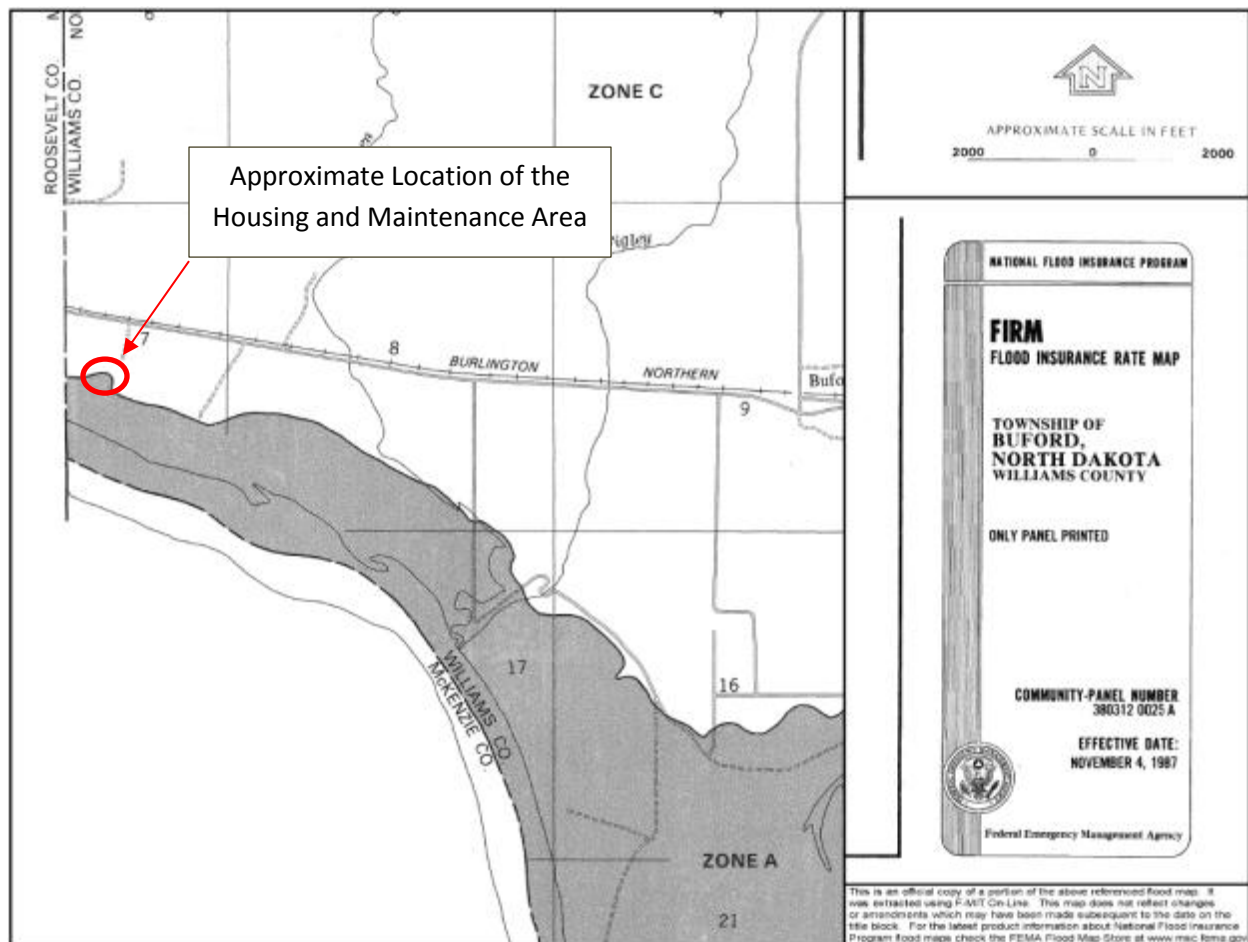 ROOSEVELT CO.
WILLIAMS CO.
ZONE C
Approximate Location of the
Housing and Maintenance Area
7
8
BURLINGTON
NORTHERN
9
17
16
WILLIAMS CO.
McKENZIE CO.
ZONE A
21
N
APPROXIMATE SCALE IN FEET
2000 0 2000
NATIONAL FLOOD INSURANCE PROGRAM
FIRM
FLOOD INSURANCE RATE MAP
TOWNSHIP OF
BUFORD,
NORTH DAKOTA
WILLIAMS COUNTY
ONLY PANEL PRINTED
COMMUNITY-PANEL NUMBER
380312 0025 A
EFFECTIVE DATE:
NOVEMBER 4, 1987
Federal Emergency Management Agency
This is an official copy of a portion of the above referenced flood map. It
was extracted using F-MIT On-Line. This map does not reflect changes
or amendments which may have been made subsequent to the date on the
title block. For the latest product information about National Flood Insurance
Program flood maps check the FEMA Flood Map Store at www.msc.fema.gov